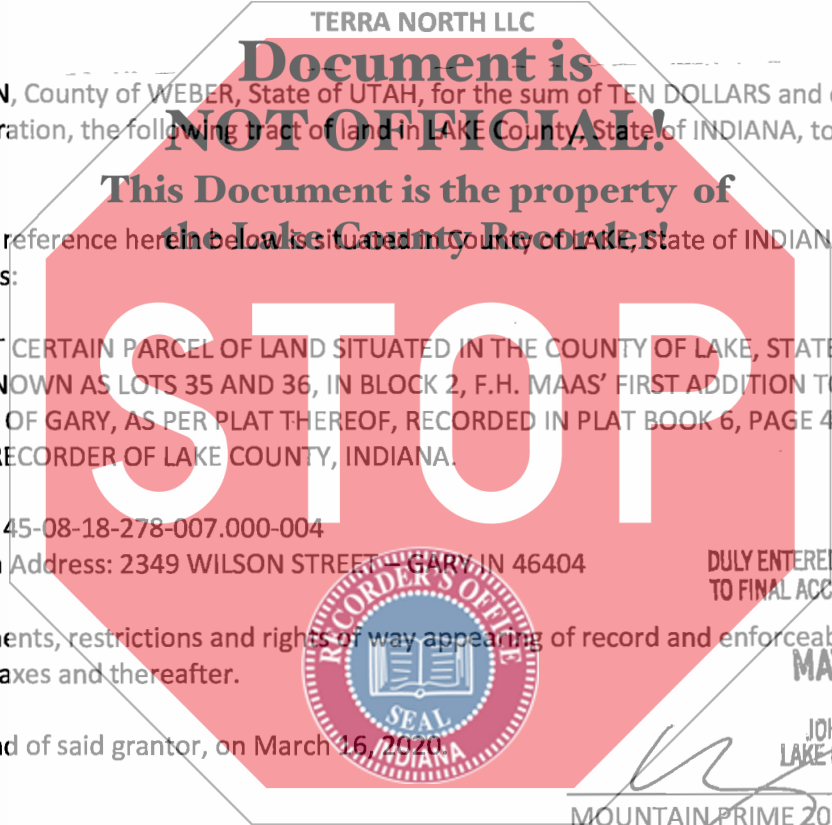 TERRA NORTH LLC
Document is
N, County of WEBER, State of UTAH, for the sum of TEN DOLLARS and
NOT OFFICIAL!
ration, the following tract of land in LAKE County, State of INDIANA, to
This Document is the property of
the Lake County Recorder!
reference herein below is situated in County of LAKE, State of INDIAN
s:
STOP
CERTAIN PARCEL OF LAND SITUATED IN THE COUNTY OF LAKE, STATE
NOWN AS LOTS 35 AND 36, IN BLOCK 2, F.H. MAAS' FIRST ADDITION TO
OF GARY, AS PER PLAT THEREOF, RECORDED IN PLAT BOOK 6, PAGE 4
RECORDER OF LAKE COUNTY, INDIANA.
45-08-18-278-007.000-004
Address: 2349 WILSON STREET – GARY IN 46404
DULY ENTERED
TO FINAL ACC
RECORDER'S OFFICE
SEAL
INDIANA
ents, restrictions and rights of way appearing of record and enforceab
axes and thereafter.
MA
d of said grantor, on March 16, 2020.
JOH
LAKE
MOUNTAIN PRIME 20